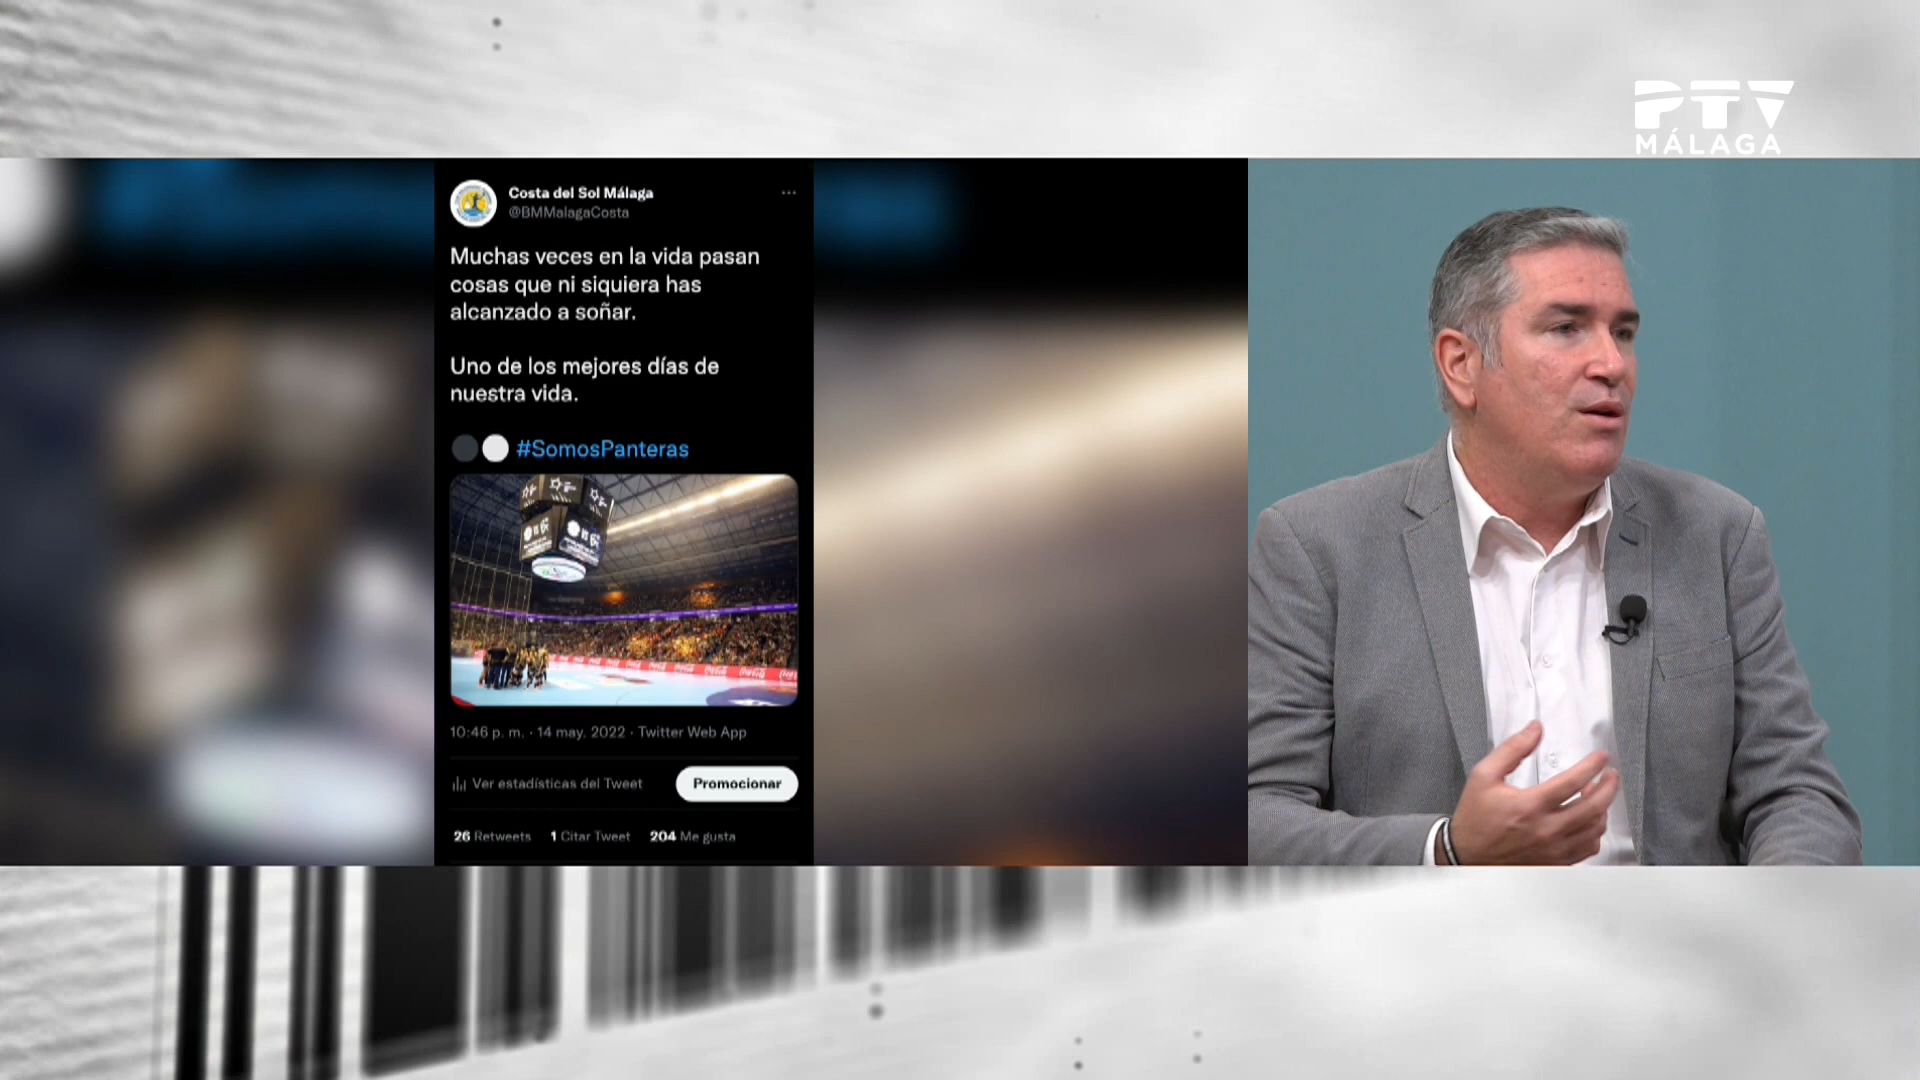 PTV
MÁLAGA
Costa del Sol Málaga
@BMMalagaCosta
Muchas veces en la vida pasan
cosas que ni siquiera has
alcanzado a soñar.
Uno de los mejores días de
nuestra vida.
#SomosPanteras
10:46 p. m. · 14 may. 2022 · Twitter Web App
Ver estadísticas del Tweet
Promocionar
26 Retweets 1 Citar Tweet 204 Me gusta